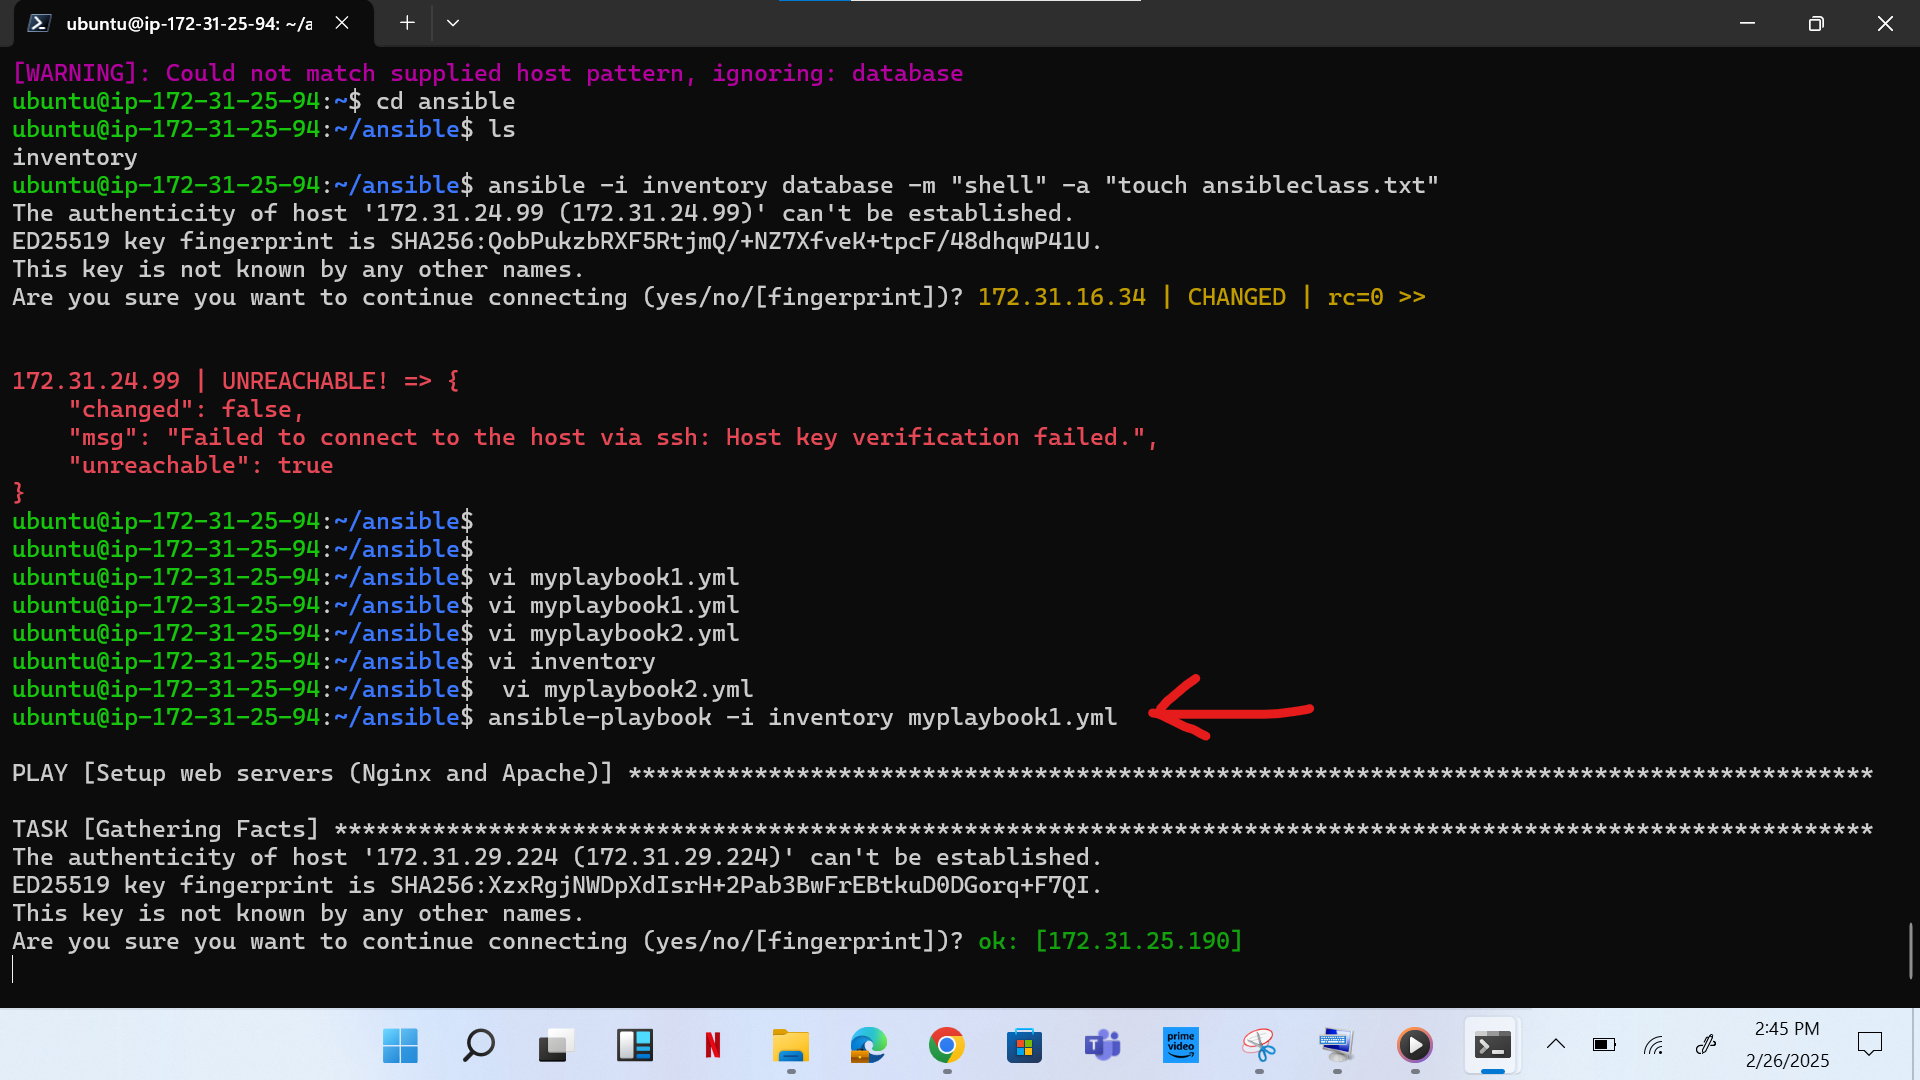 ubuntu@ip-172-31-25-94: ~/a
[WARNING]: Could not match supplied host pattern, ignoring: database
ubuntu@ip-172-31-25-94:~$ cd ansible
ubuntu@ip-172-31-25-94:~/ansible$ ls
inventory
ubuntu@ip-172-31-25-94:~/ansible$ ansible -i inventory database -m "shell" -a "touch ansibleclass.txt"
The authenticity of host '172.31.24.99 (172.31.24.99)' can't be established.
ED25519 key fingerprint is SHA256:QobPukzbRXF5RtjmQ/+NZ7XfveK+tpcF/48dhqwP41U.
This key is not known by any other names.
Are you sure you want to continue connecting (yes/no/[fingerprint])? 172.31.16.34 | CHANGED | rc=0 >>
172.31.24.99 | UNREACHABLE! => {
    "changed": false,
    "msg": "Failed to connect to the host via ssh: Host key verification failed.",
    "unreachable": true
}
ubuntu@ip-172-31-25-94:~/ansible$
ubuntu@ip-172-31-25-94:~/ansible$
ubuntu@ip-172-31-25-94:~/ansible$ vi myplaybook1.yml
ubuntu@ip-172-31-25-94:~/ansible$ vi myplaybook1.yml
ubuntu@ip-172-31-25-94:~/ansible$ vi myplaybook2.yml
ubuntu@ip-172-31-25-94:~/ansible$ vi inventory
ubuntu@ip-172-31-25-94:~/ansible$  vi myplaybook2.yml
ubuntu@ip-172-31-25-94:~/ansible$ ansible-playbook -i inventory myplaybook1.yml
PLAY [Setup web servers (Nginx and Apache)] *****************************************************************************************
TASK [Gathering Facts] **************************************************************************************************************
The authenticity of host '172.31.29.224 (172.31.29.224)' can't be established.
ED25519 key fingerprint is SHA256:XzxRgjNWDpXdIsrH+2Pab3BwFrEBtkuD0DGorq+F7QI.
This key is not known by any other names.
Are you sure you want to continue connecting (yes/no/[fingerprint])? ok: [172.31.25.190]
prime
video
2:45 PM
2/26/2025